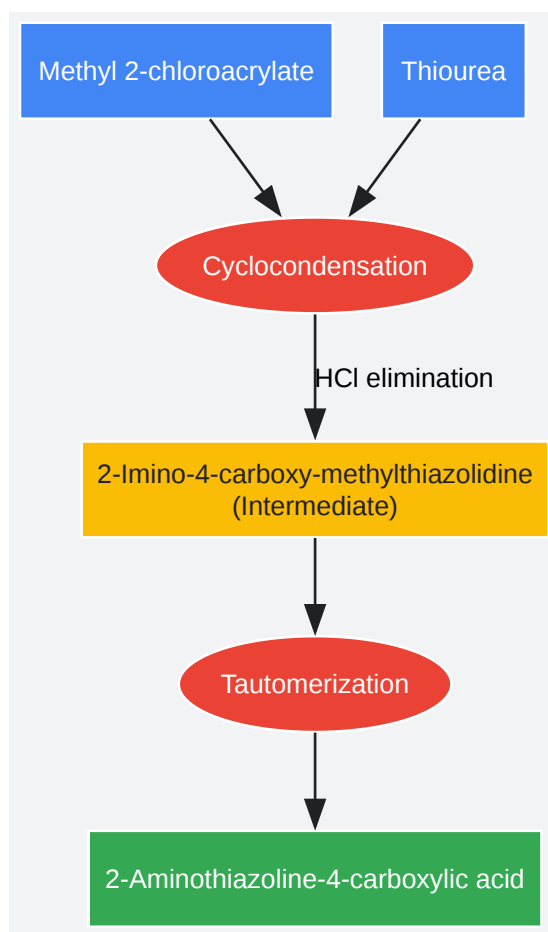 Methyl 2-chloroacrylate
Thiourea
Cyclocondensation
HCl elimination
2-Imino-4-carboxy-methylthiazolidine
(Intermediate)
Tautomerization
2-Aminothiazoline-4-carboxylic acid